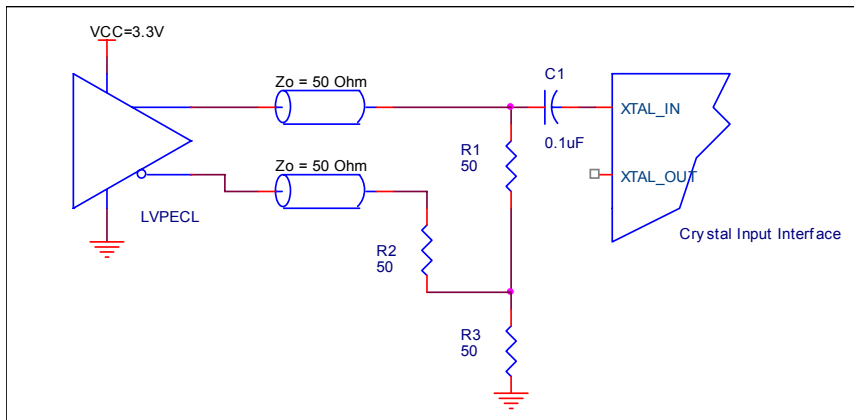 VCC=3.3V
Zo = 50 Ohm
C1
0.1uF
XTAL_IN
R1
50
Zo = 50 Ohm
XTAL_OUT
LVPECL
R2
50
Crystal Input Interface
R3
50